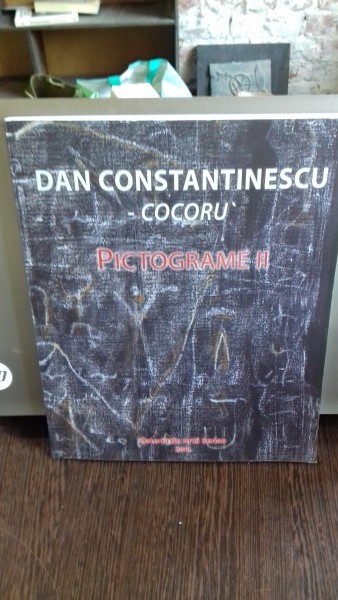 DAN CONSTANTINESCU
- COCORU`
PICTOGRAME II